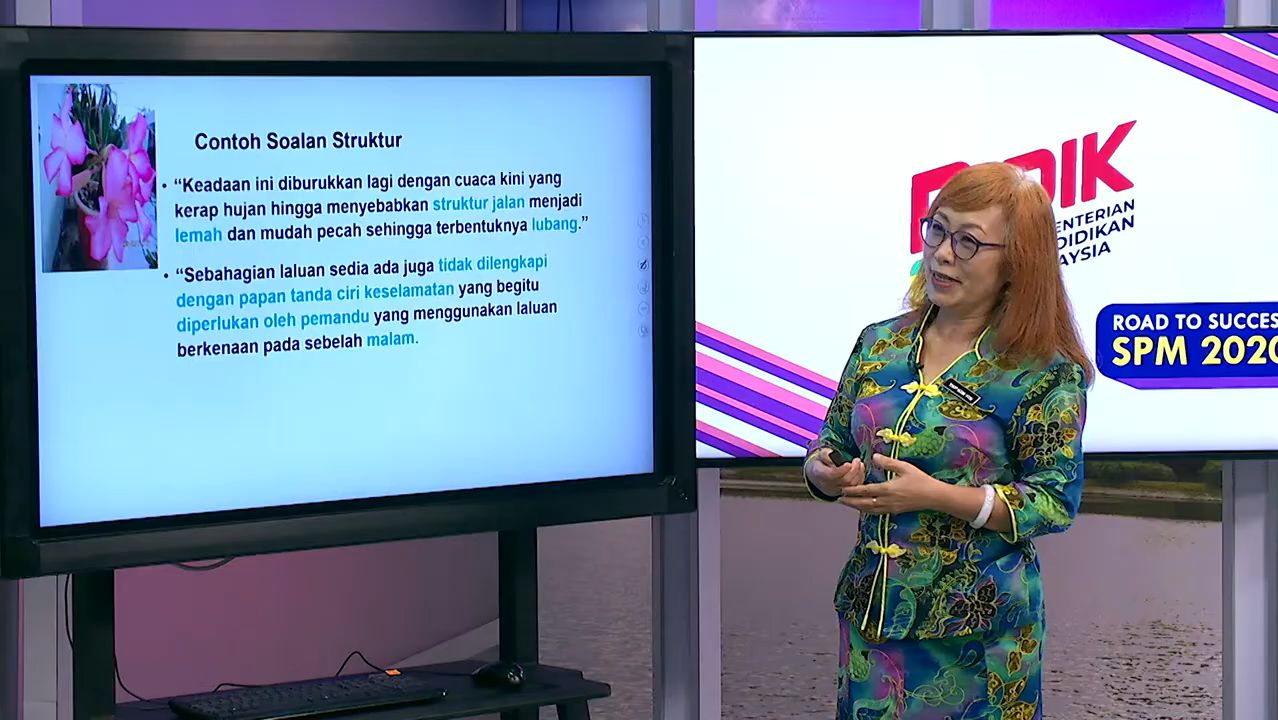 Contoh Soalan Struktur
• “Keadaan ini diburukkan lagi dengan cuaca kini yang
kerap hujan hingga menyebabkan struktur jalan menjadi
lemah dan mudah pecah sehingga terbentuknya lubang.”
• “Sebahagian laluan sedia ada juga tidak dilengkapi
dengan papan tanda ciri keselamatan yang begitu
diperlukan oleh pemandu yang menggunakan laluan
berkenaan pada sebelah malam.
ROAD TO SUCCES
SPM 2020